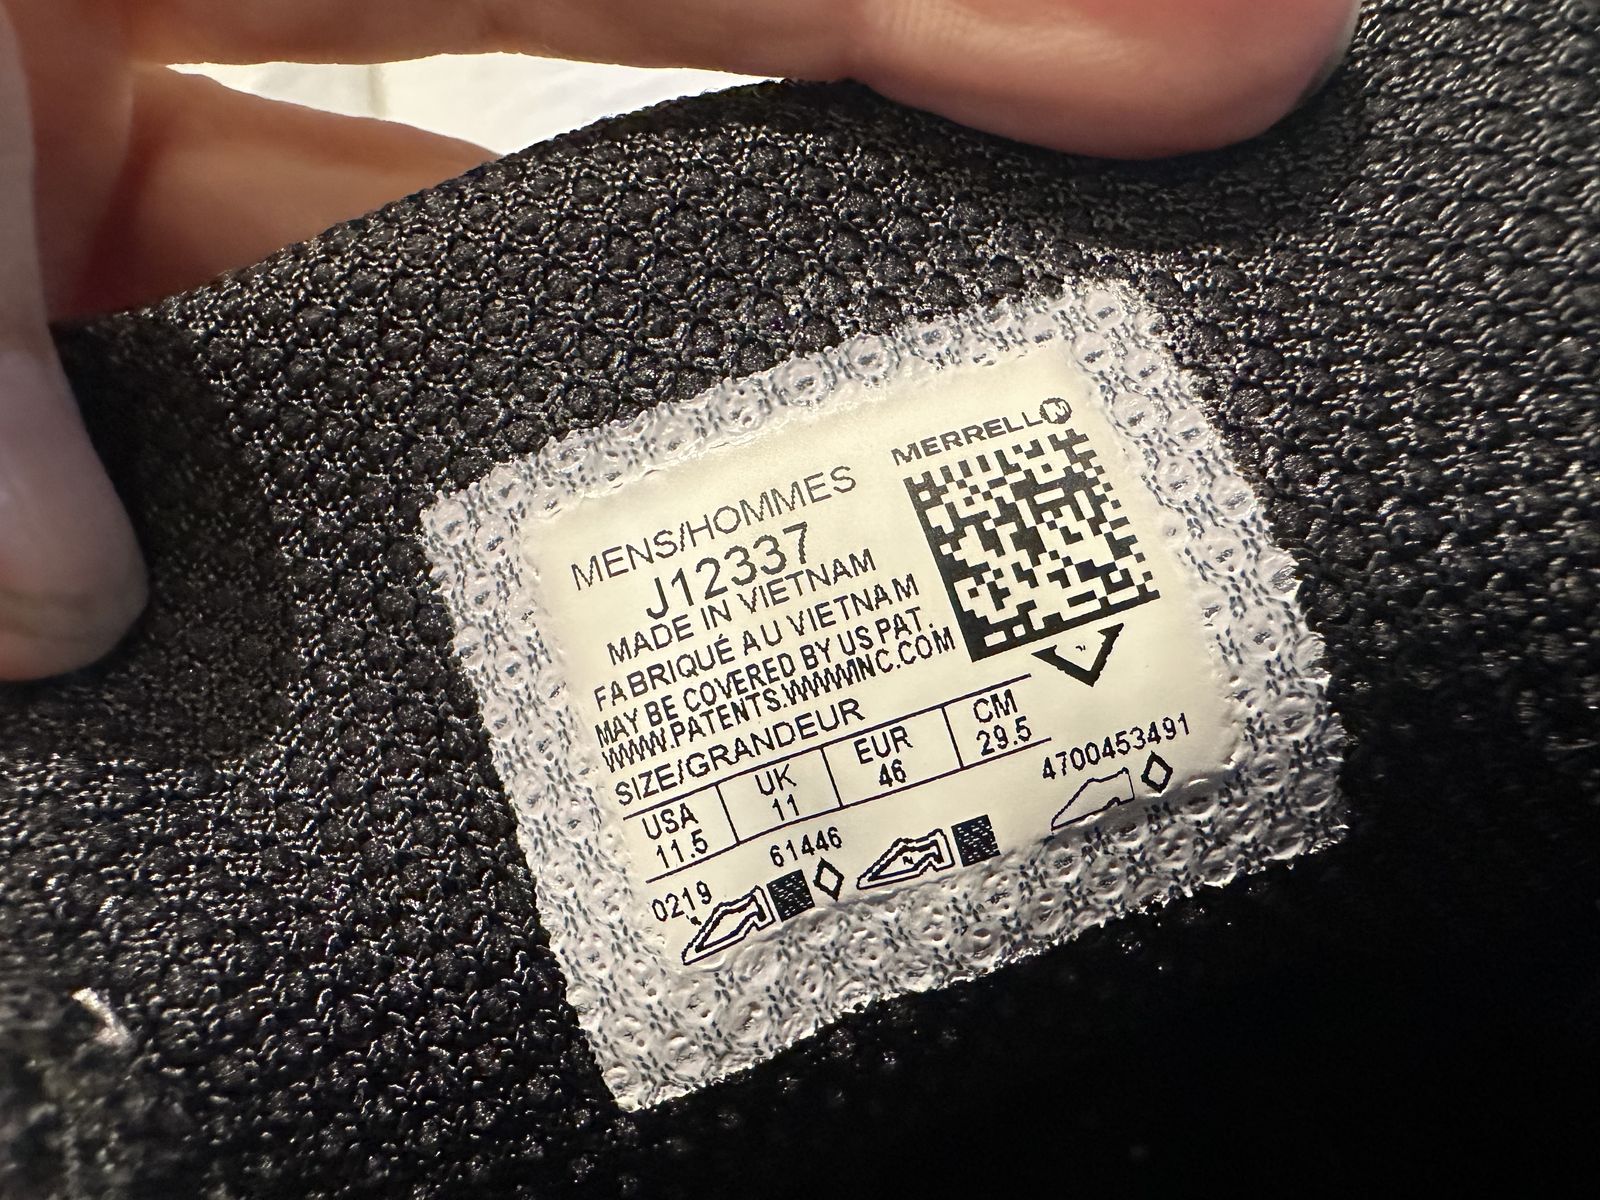 MERRELL
MENS/HOMMES
J12337
MADE IN VIETNAM
FABRIQUÉ AU VIETNAM
MAY BE COVERED BY US PAT.
WWW.PATENTS.WWWINC.COM
SIZE/GRANDEUR
USA UK EUR CM
11.5 11 46 29.5
0219 61446 4700453491